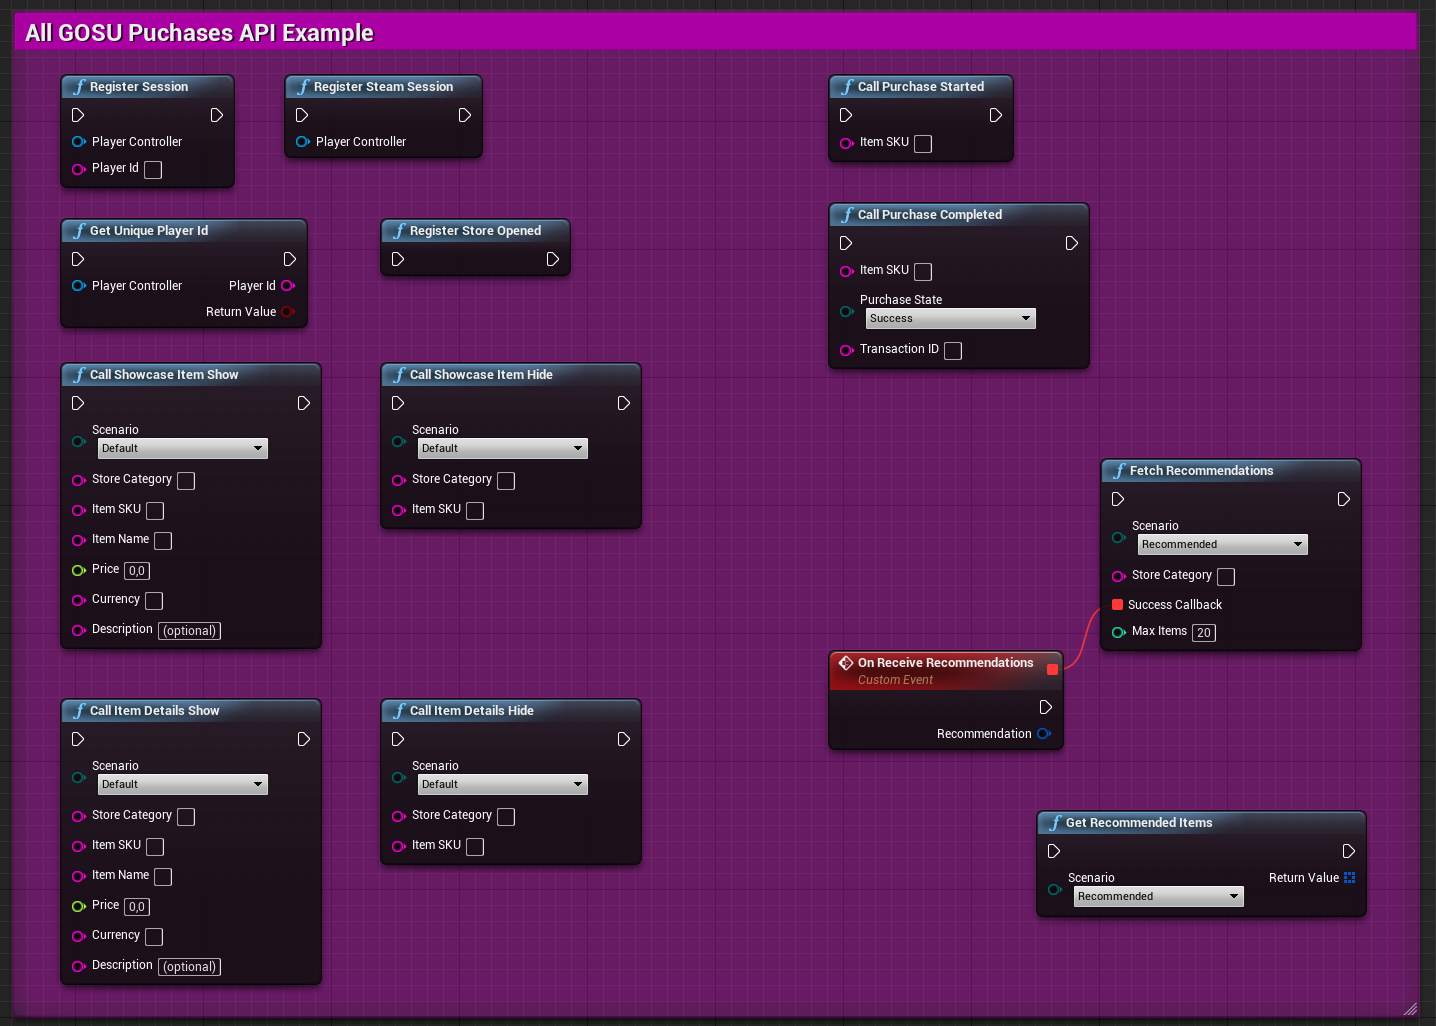 All GOSU Puchases API Example
Register Session
Player Controller
Player Id
Register Steam Session
Player Controller
Call Purchase Started
Item SKU
Get Unique Player Id
Player Controller
Player Id
Return Value
Register Store Opened
Call Purchase Completed
Item SKU
Purchase State
Success
Transaction ID
Call Showcase Item Show
Scenario
Default
Store Category
Item SKU
Item Name
Price 0,0
Currency
Description (optional)
Call Showcase Item Hide
Scenario
Default
Store Category
Item SKU
Fetch Recommendations
Scenario
Recommended
Store Category
Success Callback
Max Items 20
On Receive Recommendations
Custom Event
Recommendation
Call Item Details Show
Scenario
Default
Store Category
Item SKU
Item Name
Price 0,0
Currency
Description (optional)
Call Item Details Hide
Scenario
Default
Store Category
Item SKU
Get Recommended Items
Scenario
Recommended
Return Value